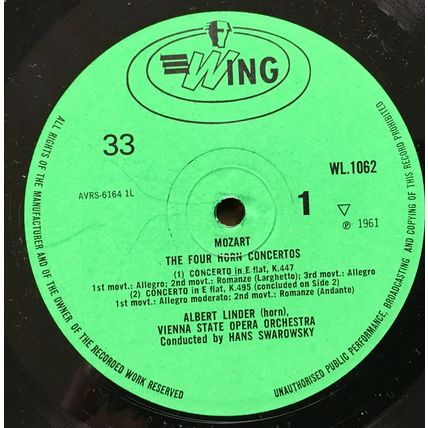 WING
33
WL.1062
AVRS-6164 1L
1
℗ 1961
MOZART
THE FOUR HORN CONCERTOS
(1) CONCERTO in E flat, K.447
1st movt.: Allegro; 2nd movt.: Romanze (Larghetto); 3rd movt.: Allegro
(2) CONCERTO in E flat, K.495 (concluded on Side 2)
1st movt.: Allegro moderato; 2nd movt.: Romanze (Andante)
ALBERT LINDER (horn),
VIENNA STATE OPERA ORCHESTRA
Conducted by HANS SWAROWSKY
ALL RIGHTS OF THE MANUFACTURER AND OF THE OWNER OF THE RECORDED WORK RESERVED
UNAUTHORISED PUBLIC PERFORMANCE, BROADCASTING AND COPYING OF THIS RECORD PROHIBITED